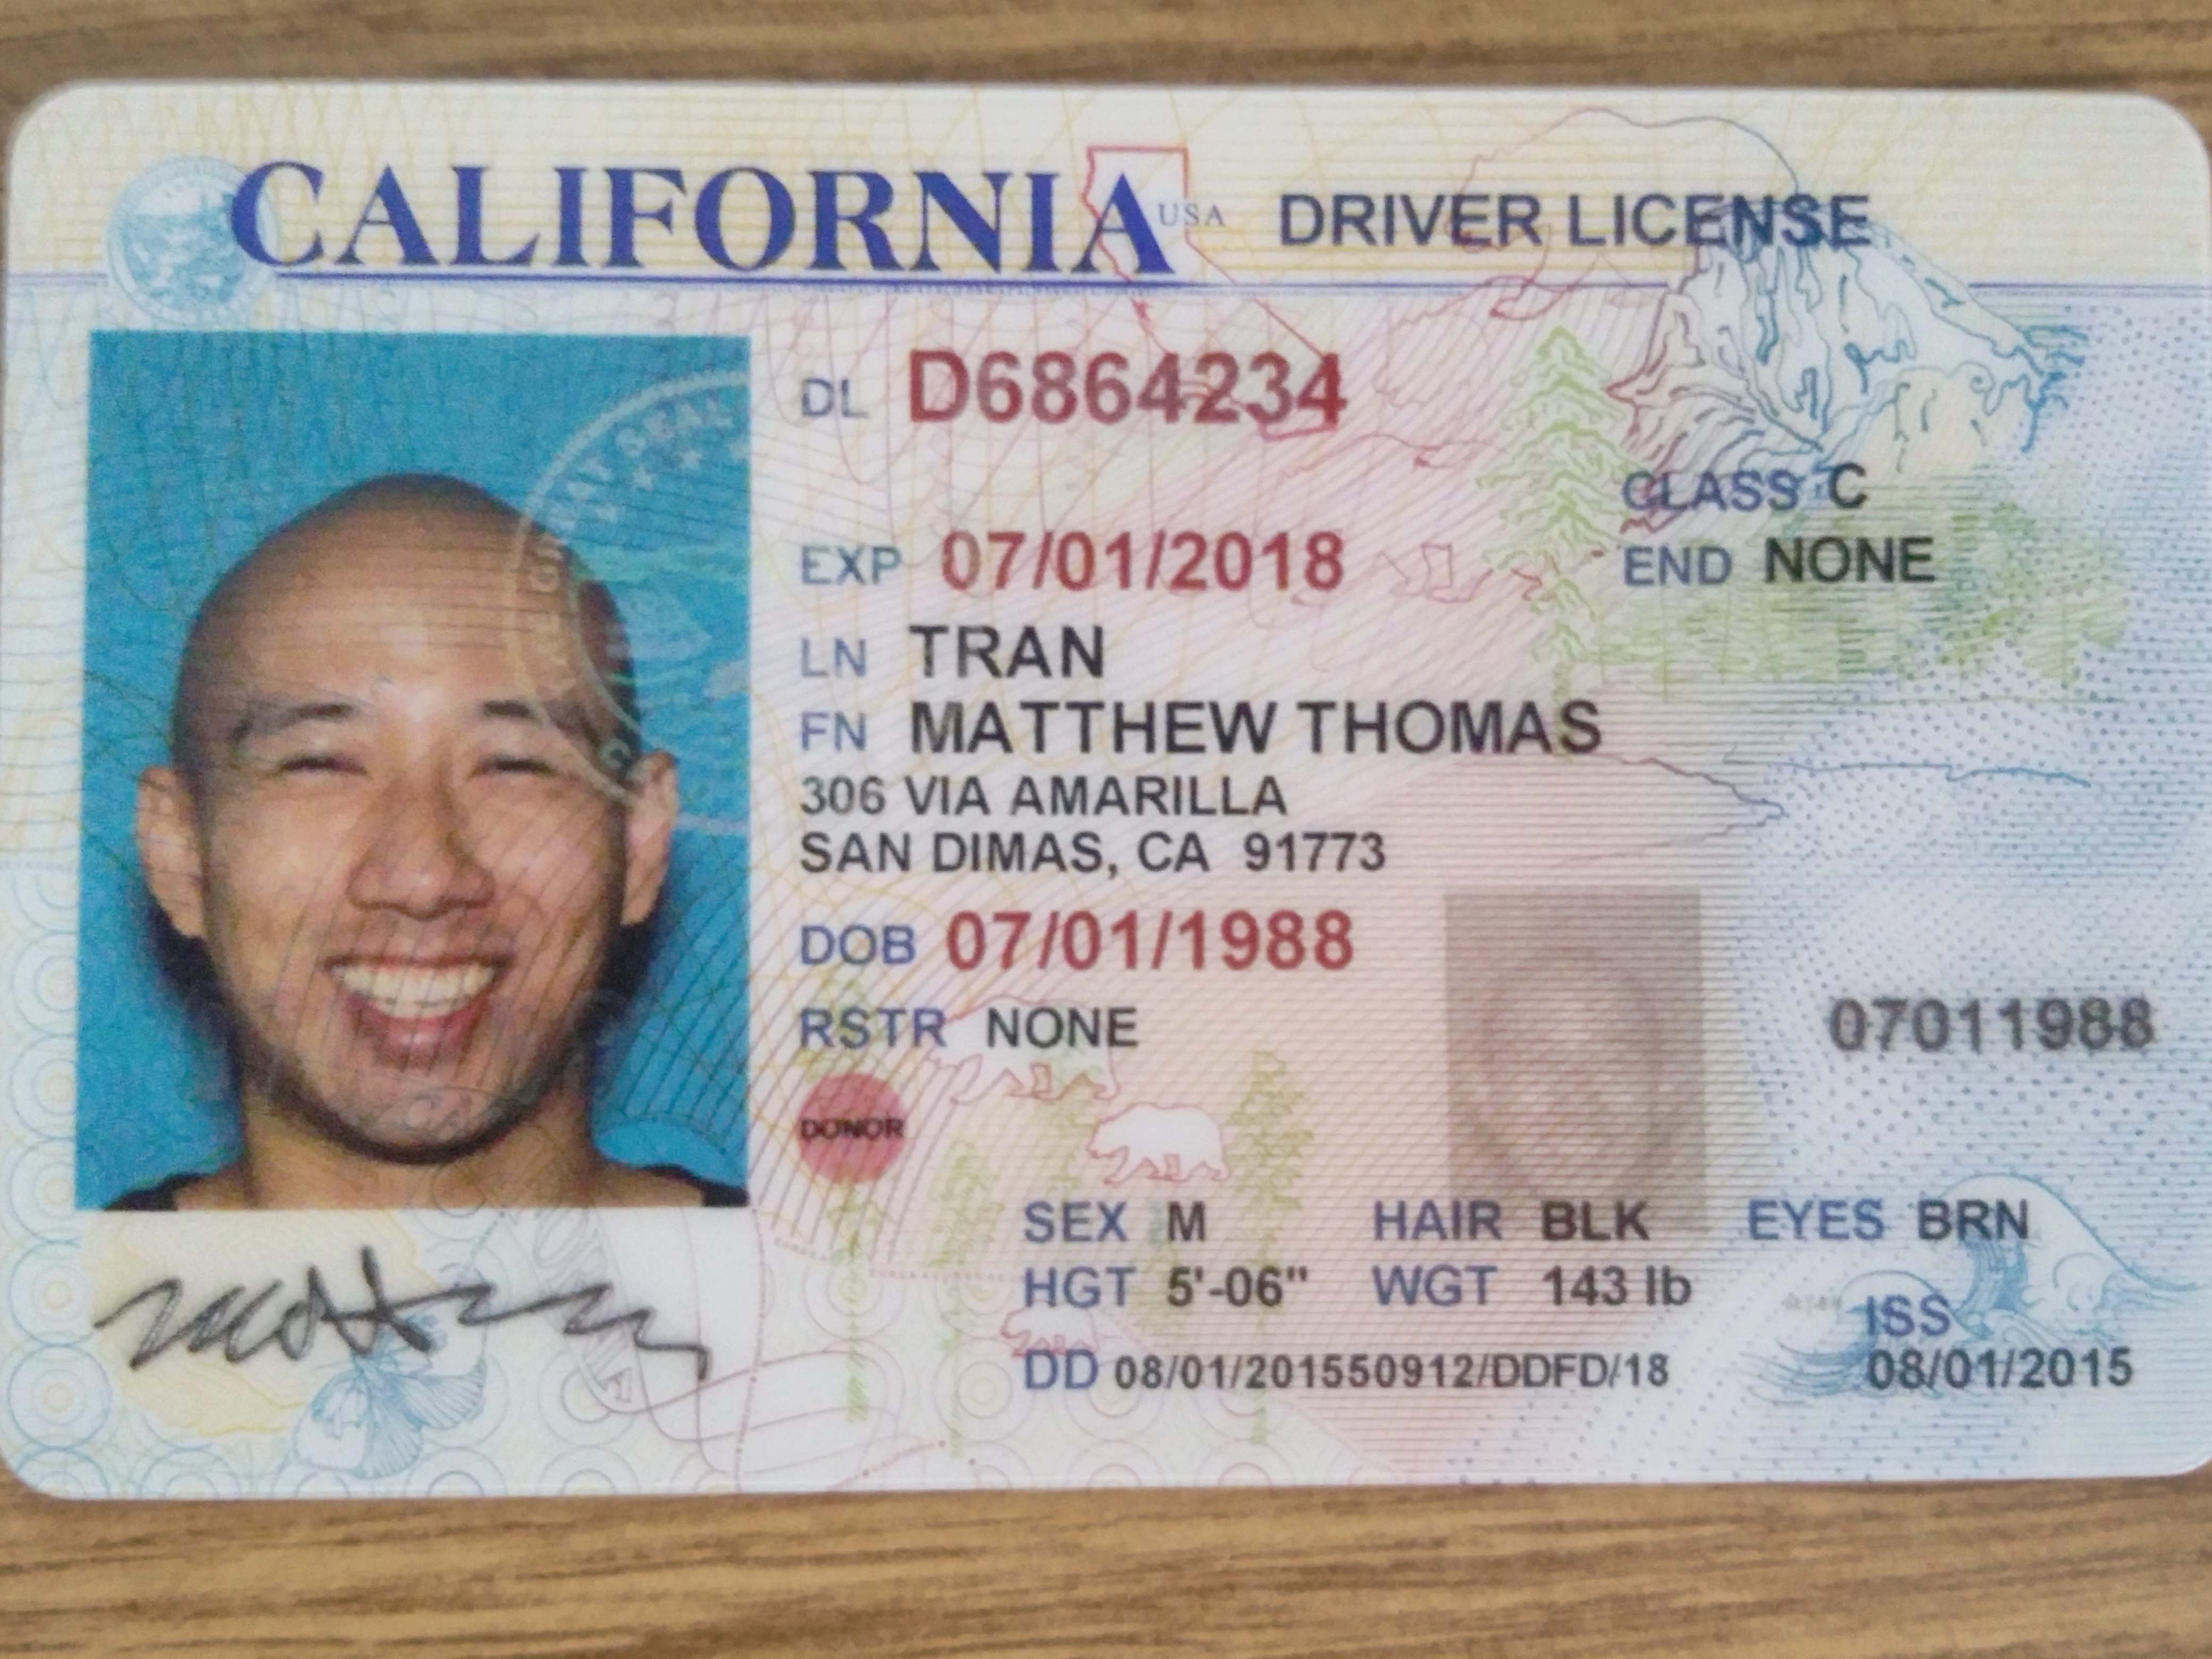 CALIFORNIA USA DRIVER LICENSE
DL D6864234
CLASS C
EXP 07/01/2018
END NONE
LN TRAN
FN MATTHEW THOMAS
306 VIA AMARILLA
SAN DIMAS, CA 91773
DOB 07/01/1988
RSTR NONE
07011988
DONOR
SEX M HAIR BLK EYES BRN
HGT 5'-06" WGT 143 lb
ISS
DD 08/01/201550912/DDFD/18
08/01/2015